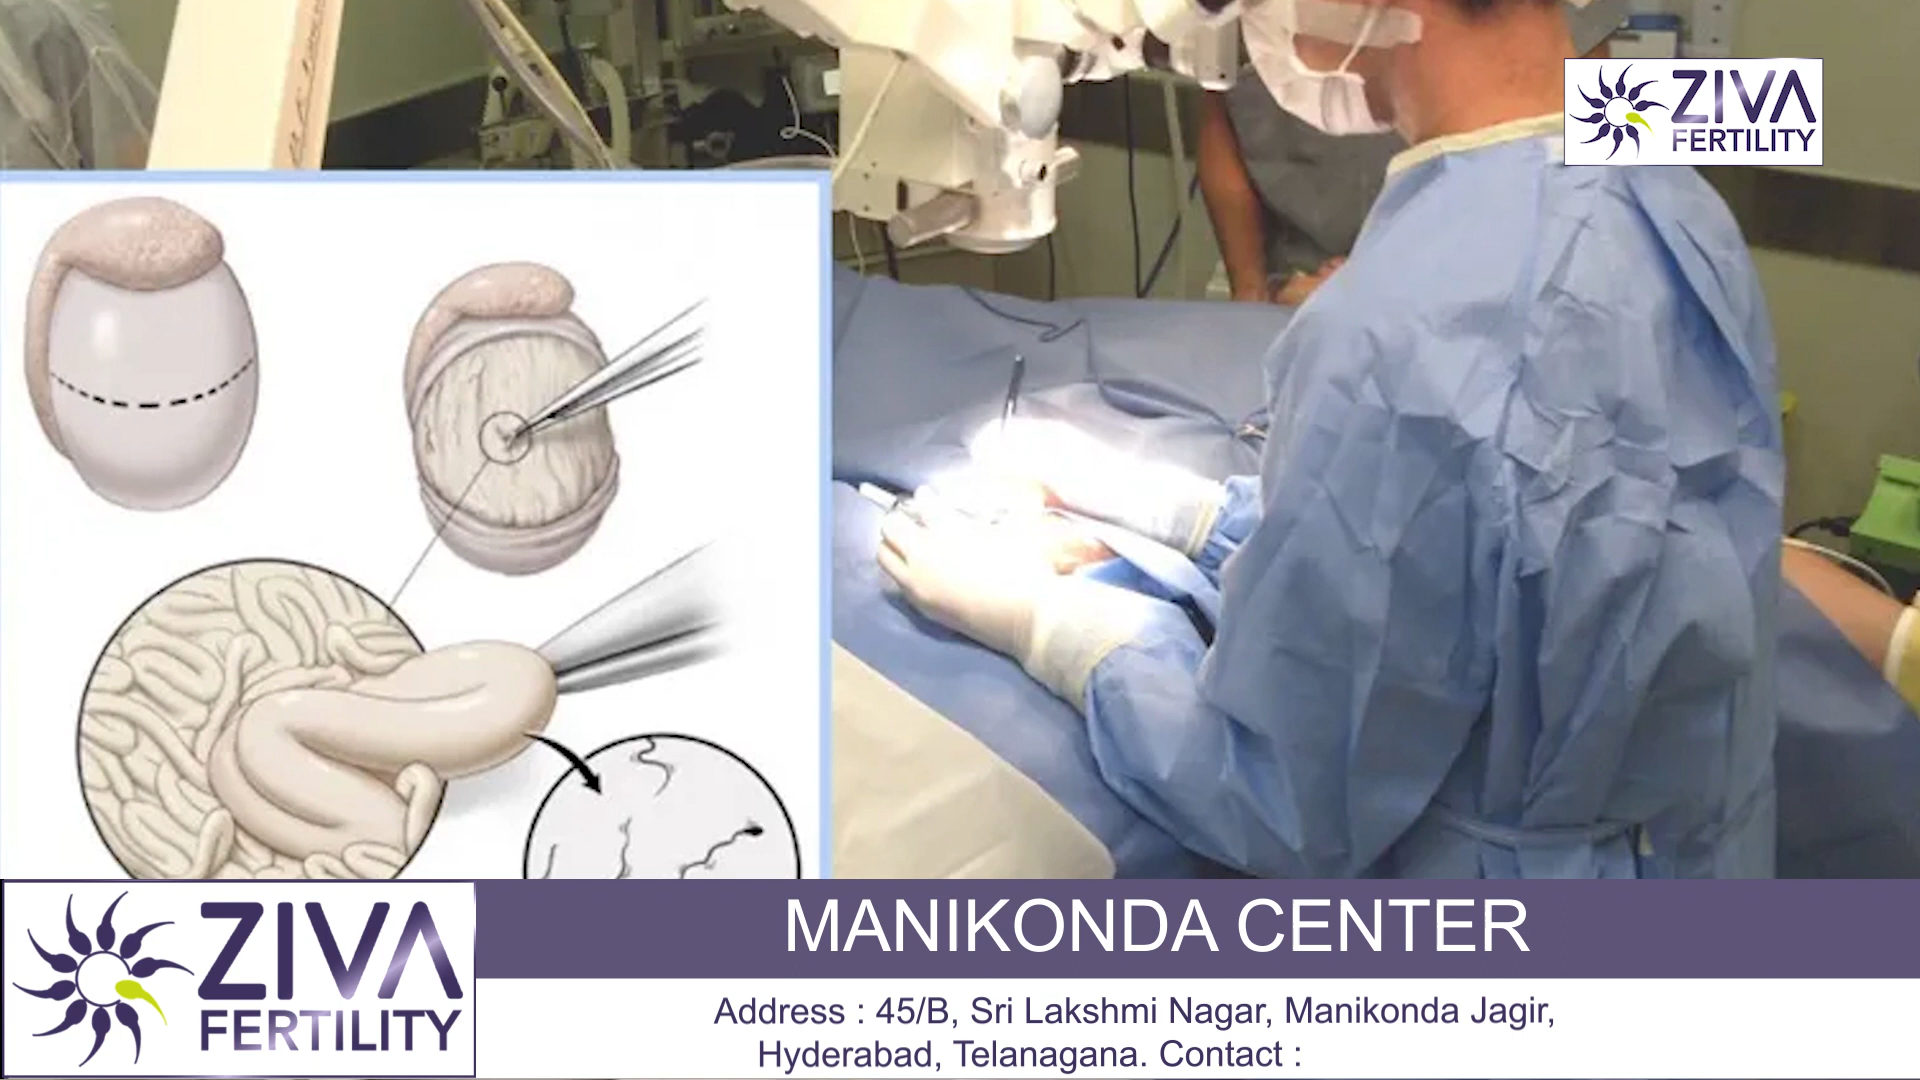 ZIVA
FERTILITY
ZIVA
FERTILITY
MANIKONDA CENTER
Address : 45/B, Sri Lakshmi Nagar, Manikonda Jagir,
Hyderabad, Telanagana. Contact :